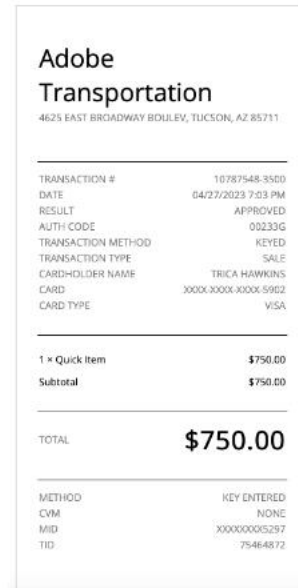 Adobe
Transportation
4625 EAST BROADWAY BOULEV, TUCSON, AZ 85711
TRANSACTION # 10787548-3500
DATE 04/27/2023 7:03 PM
RESULT APPROVED
AUTH CODE 00233G
TRANSACTION METHOD KEYED
TRANSACTION TYPE SALE
CARDHOLDER NAME TRICA HAWKINS
CARD XXXX-XXXX-XXXX-5902
CARD TYPE VISA
1 × Quick Item $750.00
Subtotal $750.00
TOTAL $750.00
METHOD KEY ENTERED
CVM NONE
MID XXXXXXXX5297
TID 75464872